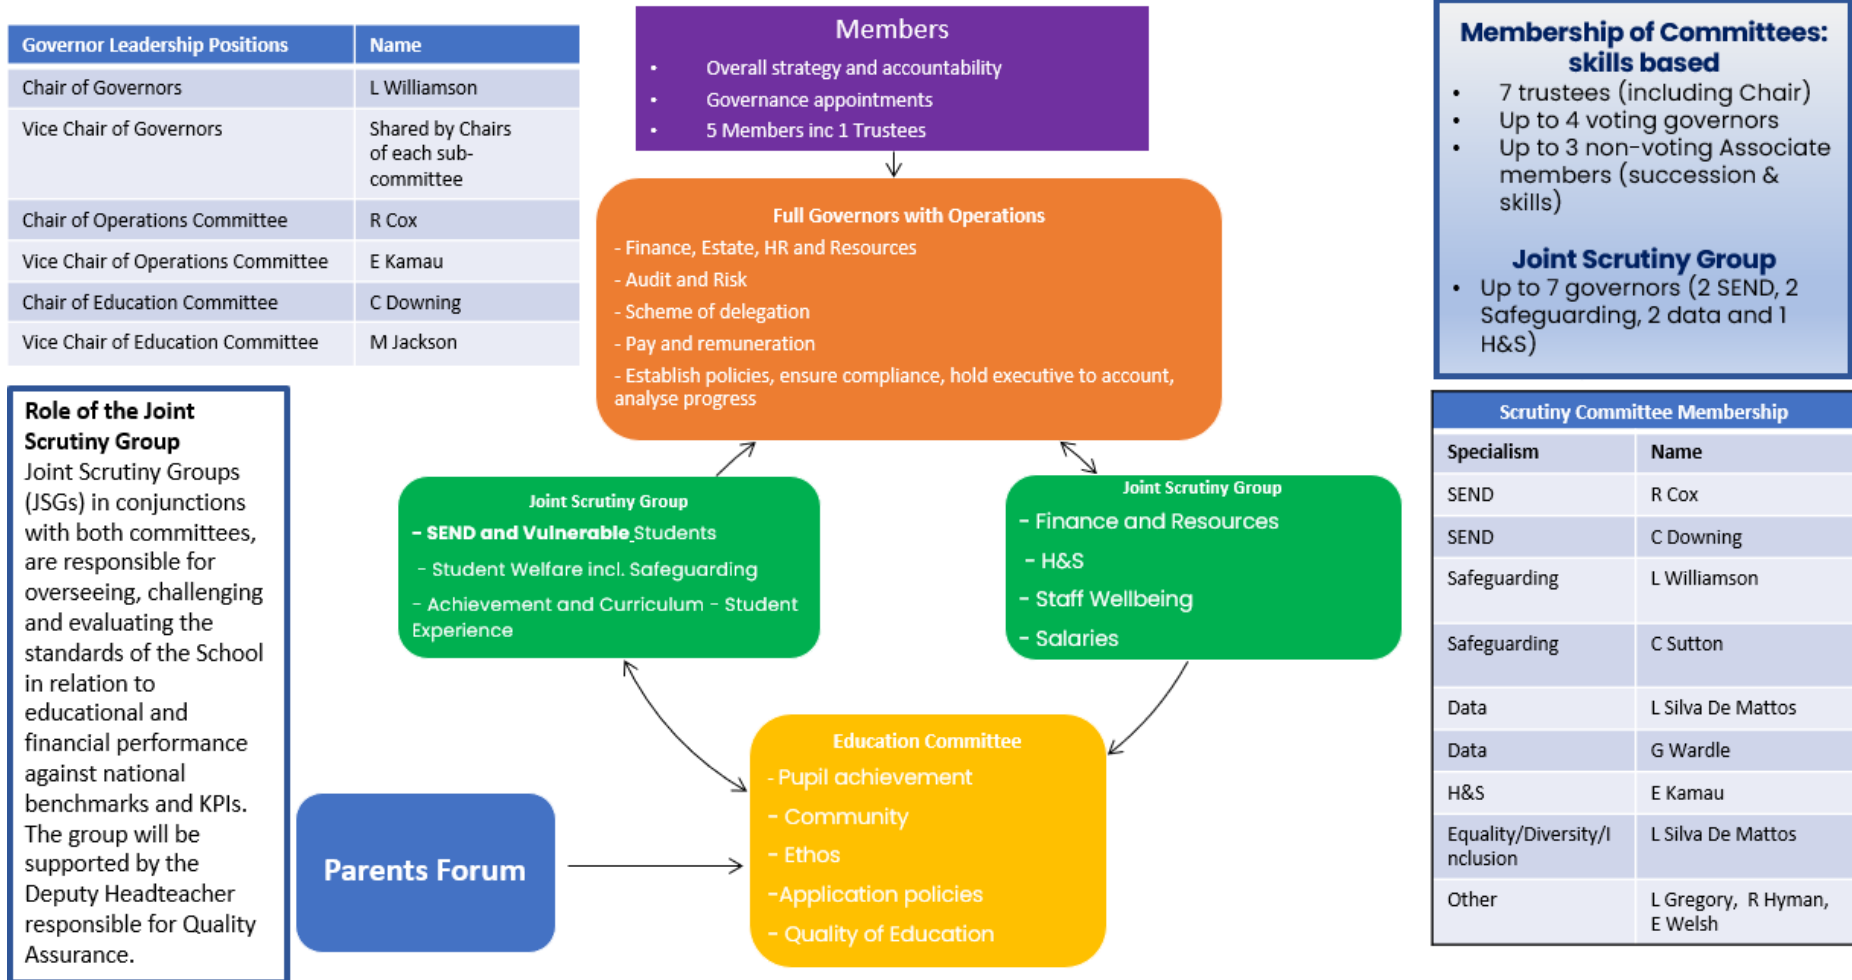 Governor Leadership Positions Name
Chair of Governors L Williamson
Vice Chair of Governors Shared by Chairs
of each sub-
committee
Chair of Operations Committee R Cox
Vice Chair of Operations Committee E Kamau
Chair of Education Committee C Downing
Vice Chair of Education Committee M Jackson
Role of the Joint
Scrutiny Group
Joint Scrutiny Groups
(JSGs) in conjunctions
with both committees,
are responsible for
overseeing, challenging
and evaluating the
standards of the School
in relation to
educational and
financial performance
against national
benchmarks and KPIs.
The group will be
supported by the
Deputy Headteacher
responsible for Quality
Assurance.
Members
• Overall strategy and accountability
• Governance appointments
• 5 Members inc 1 Trustees
Full Governors with Operations
- Finance, Estate, HR and Resources
- Audit and Risk
- Scheme of delegation
- Pay and remuneration
- Establish policies, ensure compliance, hold executive to account,
analyse progress
Joint Scrutiny Group
- SEND and Vulnerable Students
- Student Welfare incl. Safeguarding
- Achievement and Curriculum - Student
Experience
Joint Scrutiny Group
- Finance and Resources
- H&S
- Staff Wellbeing
- Salaries
Education Committee
- Pupil achievement
- Community
- Ethos
-Application policies
- Quality of Education
Parents Forum
Membership of Committees:
skills based
• 7 trustees (including Chair)
• Up to 4 voting governors
• Up to 3 non-voting Associate
members (succession &
skills)
Joint Scrutiny Group
• Up to 7 governors (2 SEND, 2
Safeguarding, 2 data and 1
H&S)
Scrutiny Committee Membership
Specialism Name
SEND R Cox
SEND C Downing
Safeguarding L Williamson
Safeguarding C Sutton
Data L Silva De Mattos
Data G Wardle
H&S E Kamau
Equality/Diversity/I L Silva De Mattos
nclusion
Other L Gregory, R Hyman,
E Welsh